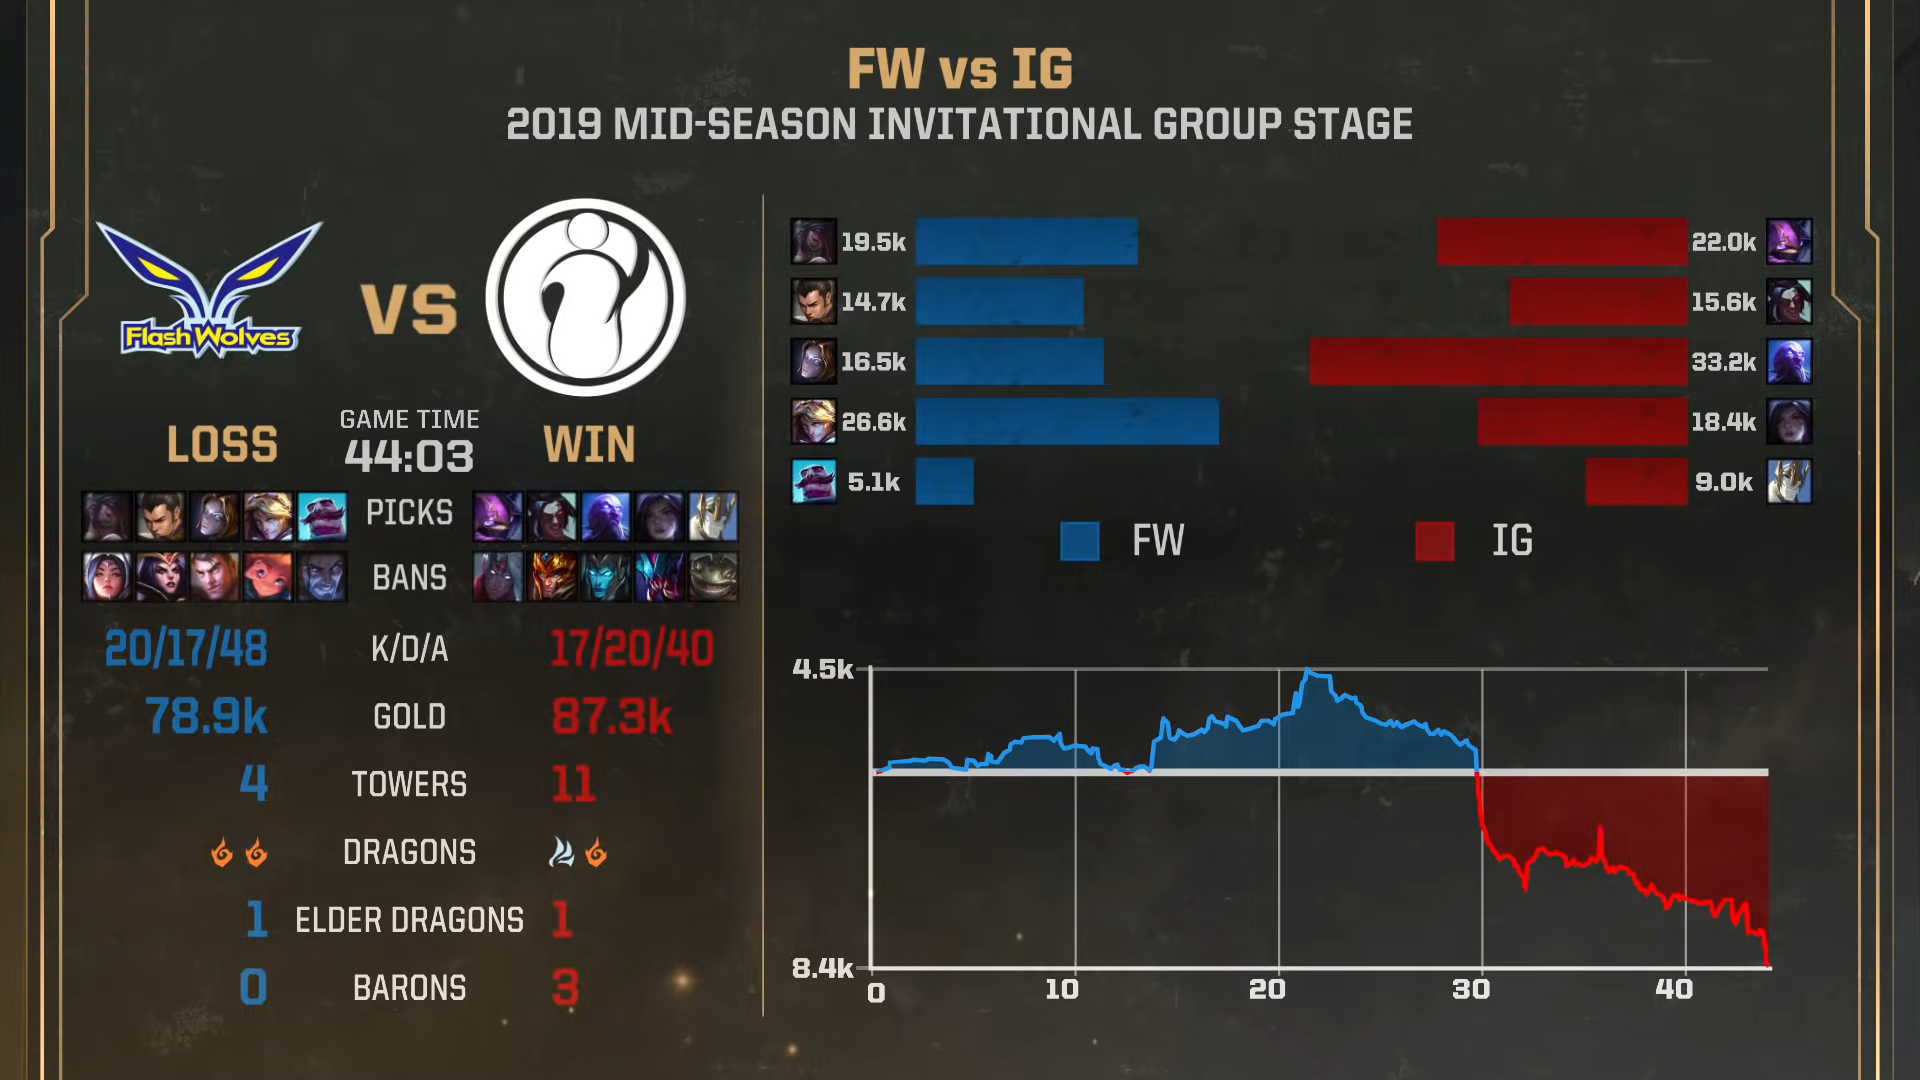 FW vs IG
2019 MID-SEASON INVITATIONAL GROUP STAGE
Flash Wolves
VS
LOSS
GAME TIME
44:03
WIN
PICKS
BANS
20/17/48 K/D/A 17/20/40
78.9k GOLD 87.3k
4 TOWERS 11
DRAGONS
1 ELDER DRAGONS 1
0 BARONS 3
19.5k 22.0k
14.7k 15.6k
16.5k 33.2k
26.6k 18.4k
5.1k 9.0k
FW IG
4.5k
8.4k
0 10 20 30 40